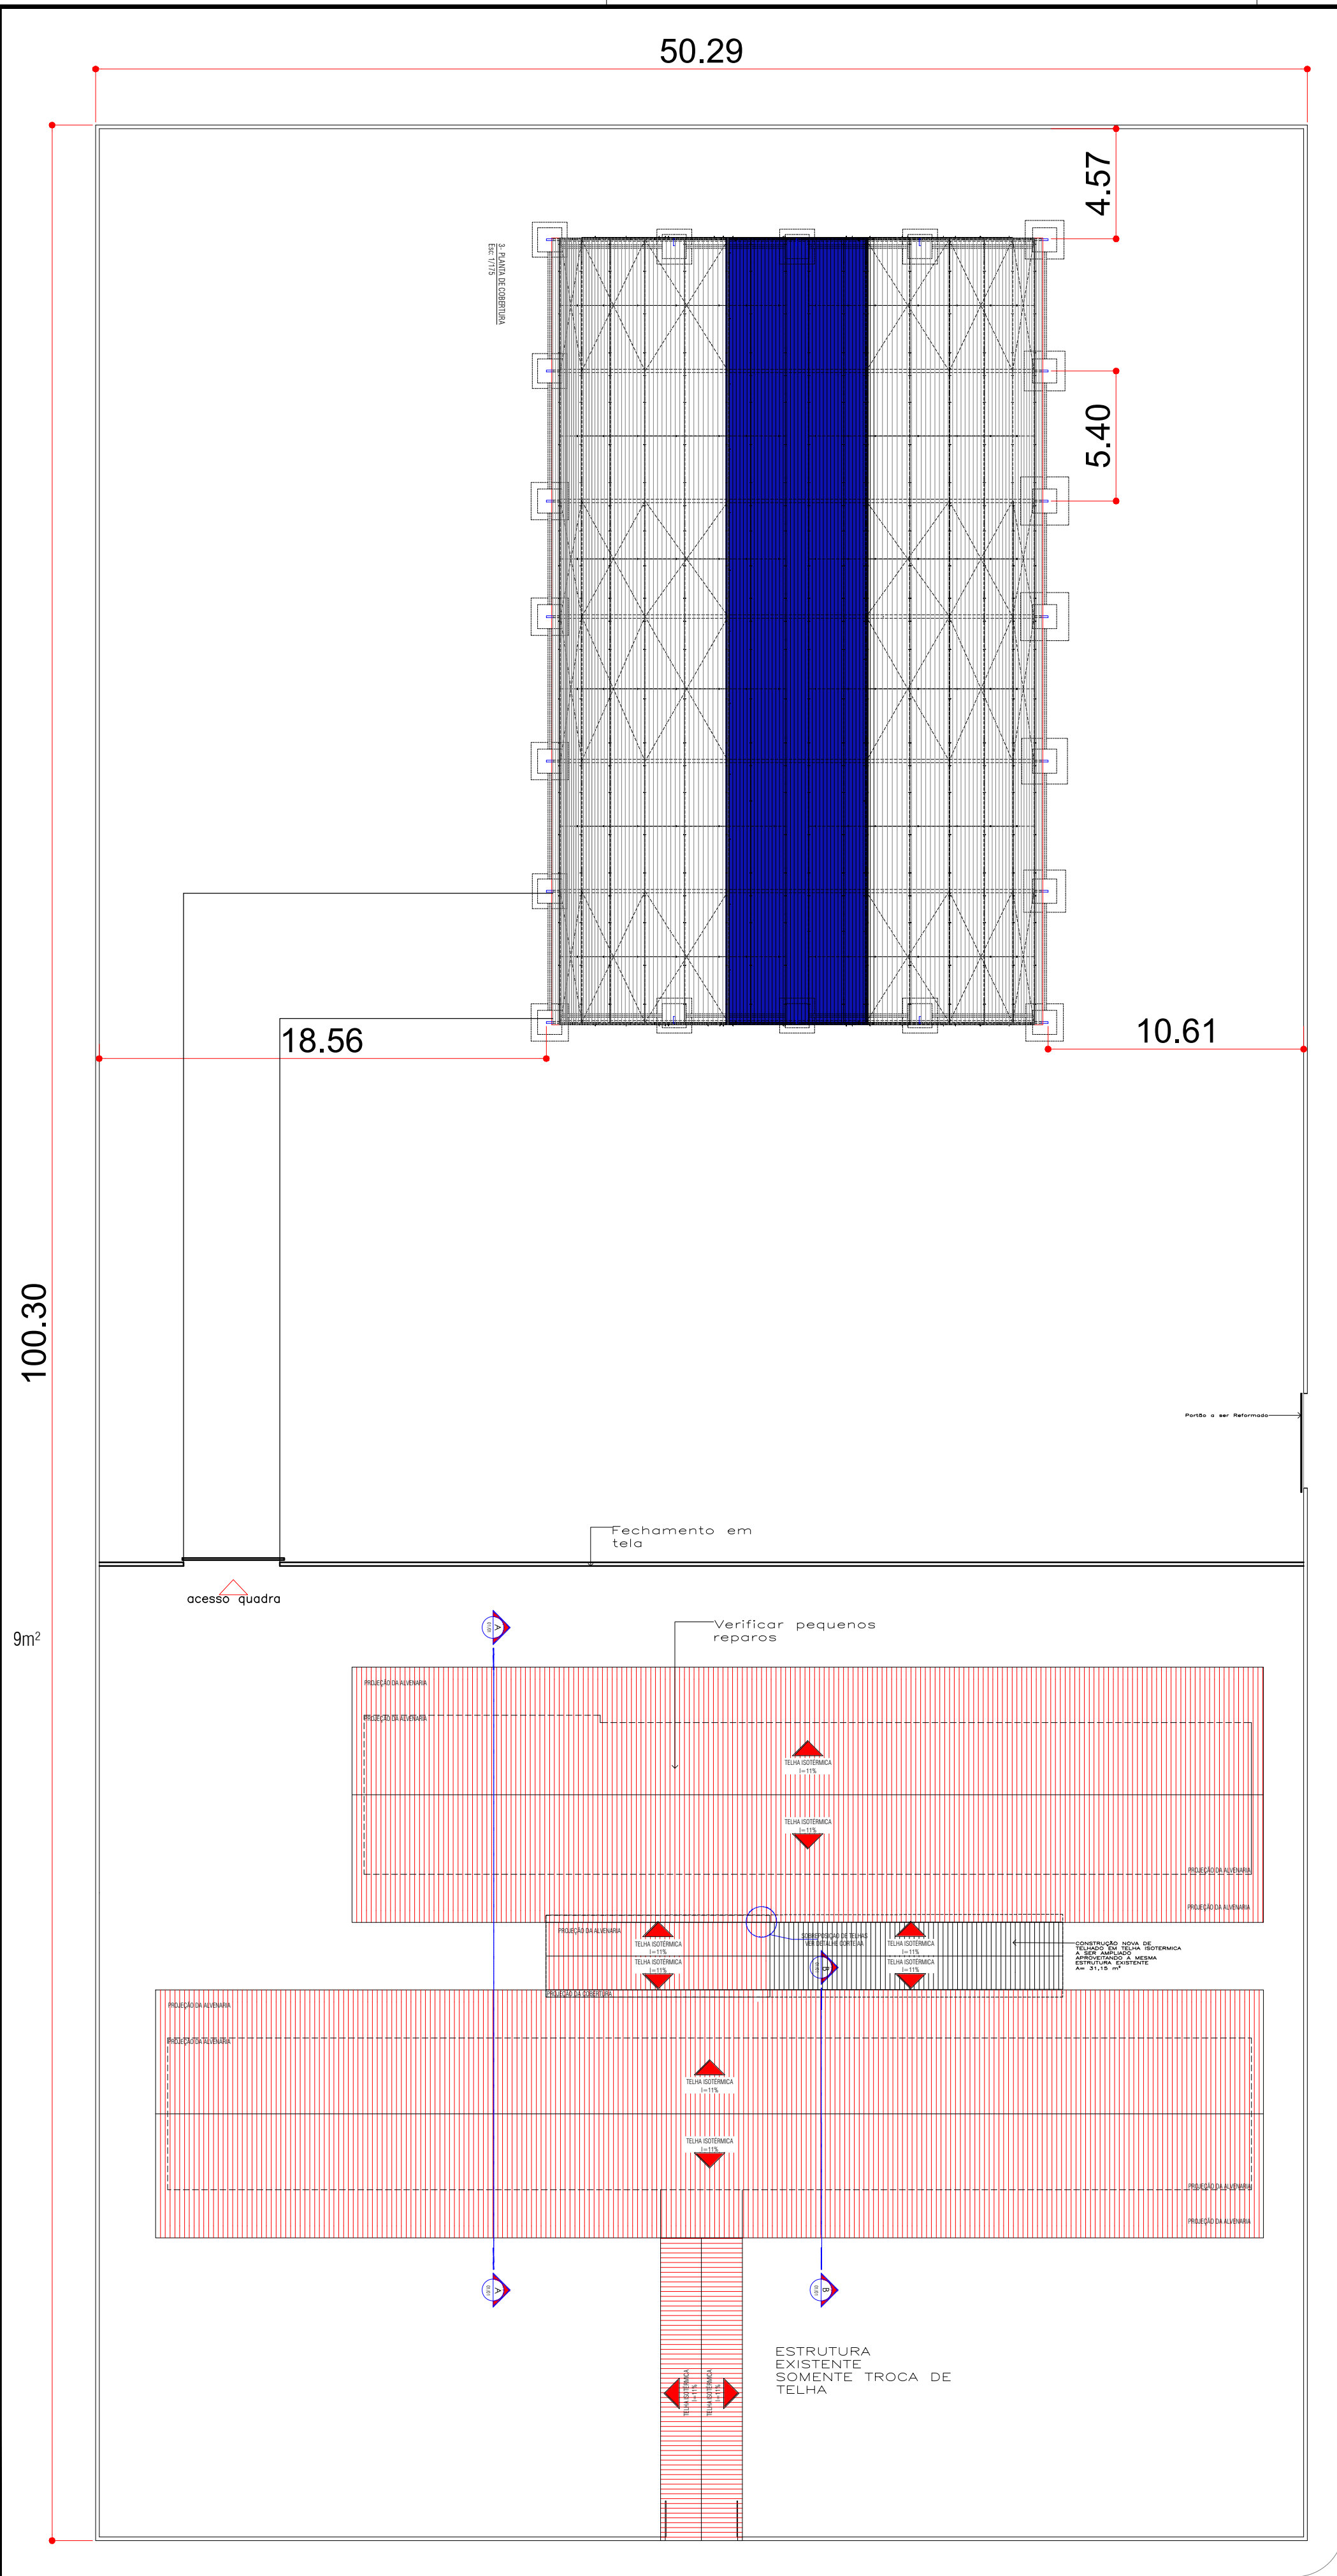 50.29
4.57
3- PLANTA DE COBERTURA
Esc: 1/175
5.40
18.56
10.61
100.30
Portão a ser Reformado
Fechamento em
tela
acesso quadra
9m²
A
Verificar pequenos
reparos
PROJEÇÃO DA ALVENARIA
PROJEÇÃO DA ALVENARIA
TELHA ISOTÉRMICA
I=11%
TELHA ISOTÉRMICA
I=11%
PROJEÇÃO DA ALVENARIA
PROJEÇÃO DA ALVENARIA
PROJEÇÃO DA ALVENARIA
TELHA ISOTÉRMICA
I=11%
TELHA ISOTÉRMICA
I=11%
SOBREPOSIÇÃO DE TELHAS
VER DETALHE CORTE AA
B
TELHA ISOTÉRMICA
I=11%
TELHA ISOTÉRMICA
I=11%
CONSTRUÇÃO NOVA DE
TELHADO EM TELHA ISOTERMICA
A SER AMPLIADO
APROVEITANDO A MESMA
ESTRUTURA EXISTENTE
A= 31,15 m²
PROJEÇÃO DA COBERTURA
PROJEÇÃO DA ALVENARIA
PROJEÇÃO DA ALVENARIA
TELHA ISOTÉRMICA
I=11%
TELHA ISOTÉRMICA
I=11%
PROJEÇÃO DA ALVENARIA
PROJEÇÃO DA ALVENARIA
A
B
ESTRUTURA
EXISTENTE
SOMENTE TROCA DE
TELHA
TELHA ISOTÉRMICA
I=11%
TELHA ISOTÉRMICA
I=11%